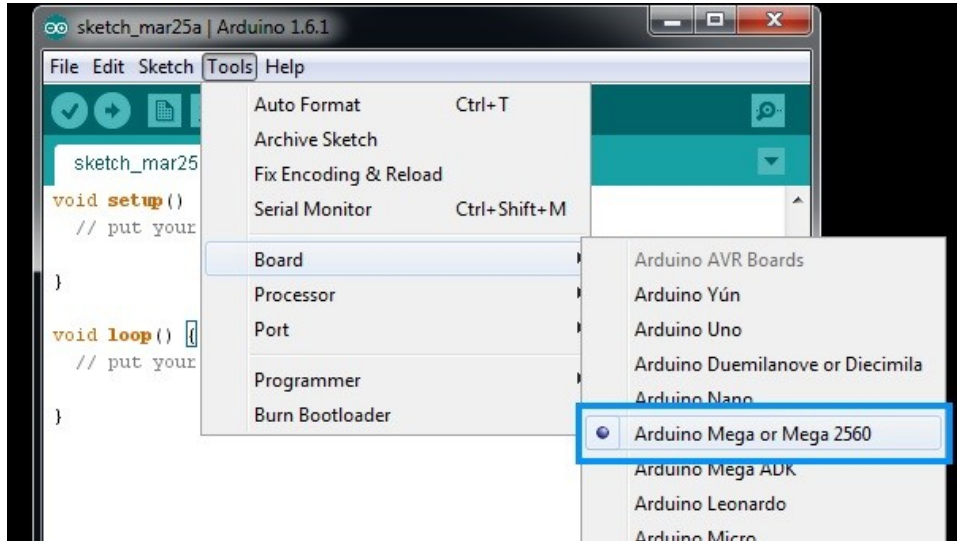 sketch_mar25a | Arduino 1.6.1
File Edit Sketch Tools Help
sketch_mar25
void setup()
// put your
}
void loop() {
// put your
}
Auto Format Ctrl+T
Archive Sketch
Fix Encoding & Reload
Serial Monitor Ctrl+Shift+M
Board
Processor
Port
Programmer
Burn Bootloader
Arduino AVR Boards
Arduino Yún
Arduino Uno
Arduino Duemilanove or Diecimila
Arduino Nano
Arduino Mega or Mega 2560
Arduino Mega ADK
Arduino Leonardo
Arduino Micro